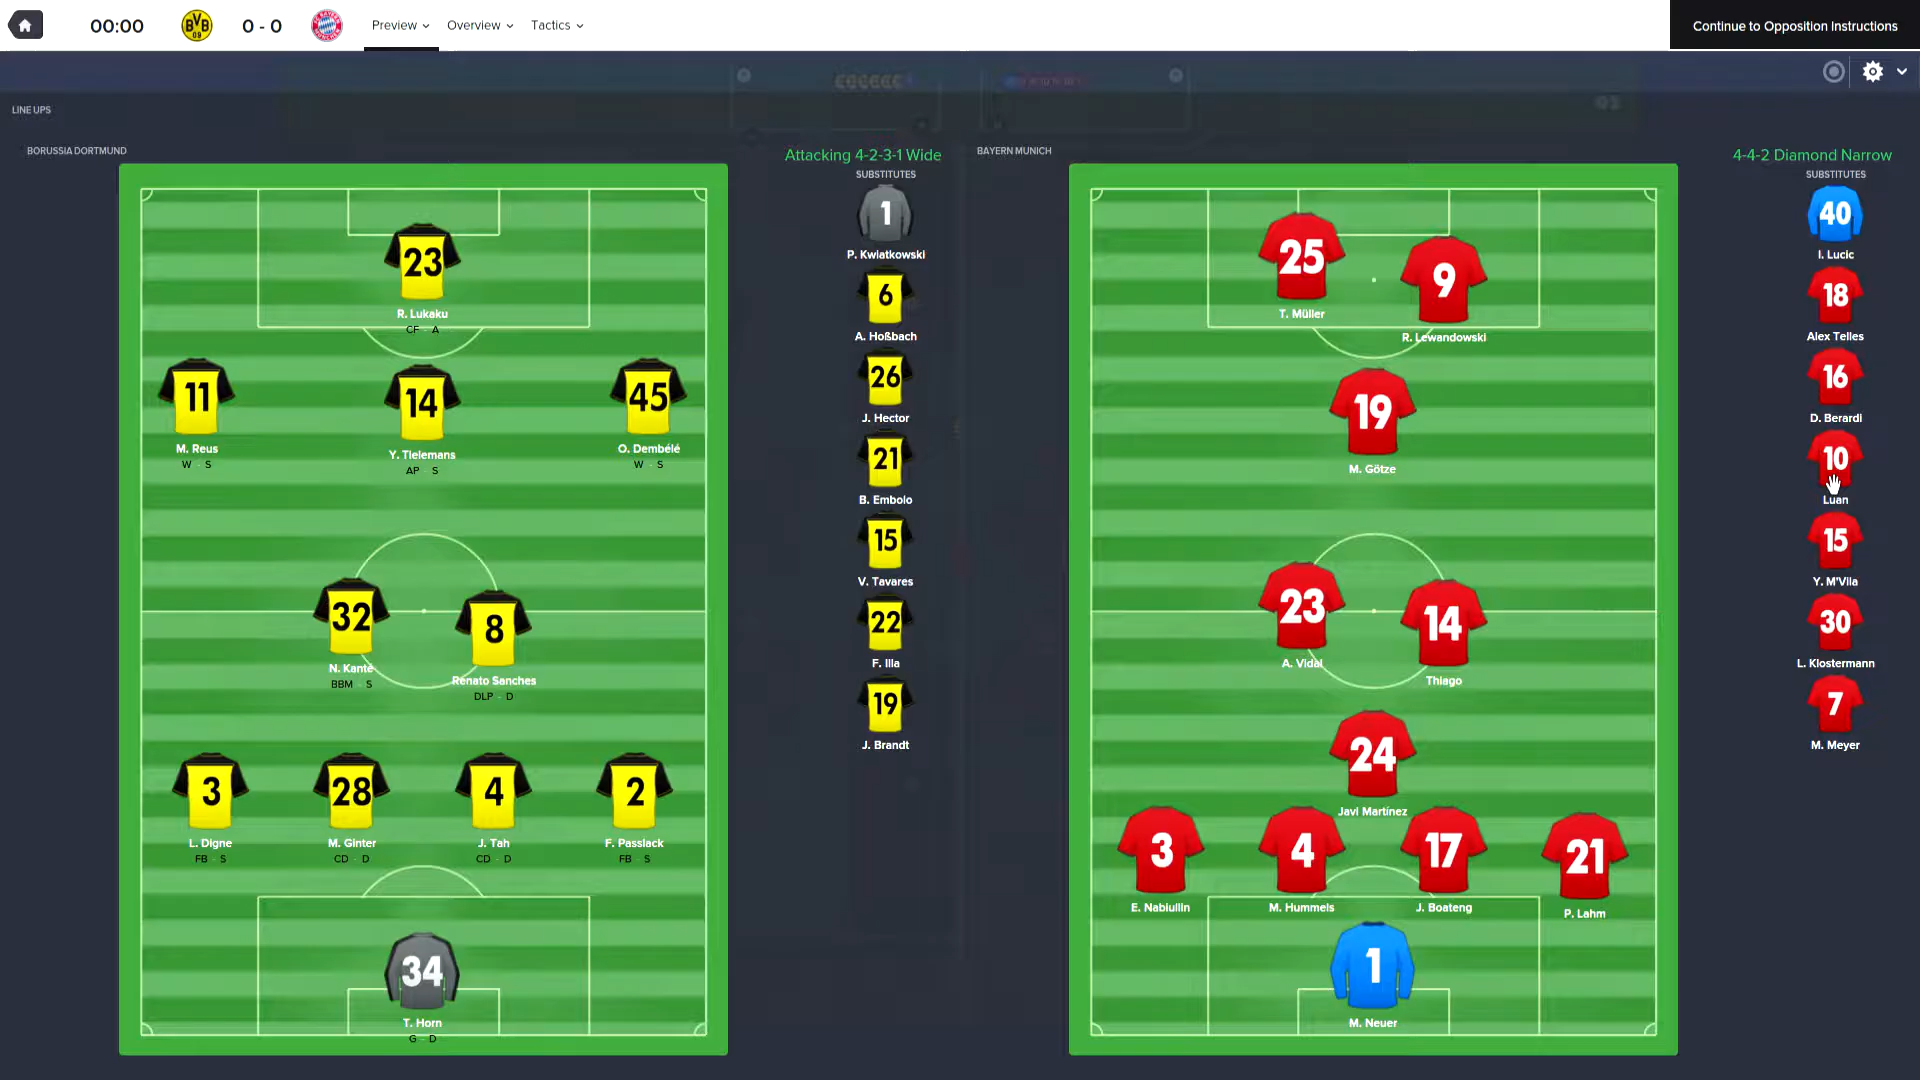 00:00
BVB
09
0 - 0
Preview
Overview
Tactics
Continue to Opposition Instructions
LINE UPS
BORUSSIA DORTMUND
Attacking 4-2-3-1 Wide
SUBSTITUTES
23
R. Lukaku
CF - A
11
M. Reus
W - S
14
Y. Tielemans
AP - S
45
O. Dembélé
W - S
32
N. Kanté
BBM - S
8
Renato Sanches
DLP - D
3
L. Digne
FB - S
28
M. Ginter
CD - D
4
J. Tah
CD - D
2
F. Passlack
FB - S
34
T. Horn
G - D
1
P. Kwiatkowski
6
A. Hoßbach
26
J. Hector
21
B. Embolo
15
V. Tavares
22
F. Illa
19
J. Brandt
BAYERN MUNICH
4-4-2 Diamond Narrow
SUBSTITUTES
25
T. Müller
9
R. Lewandowski
19
M. Götze
23
A. Vidal
14
Thiago
24
Javi Martínez
3
E. Nabiullin
4
M. Hummels
17
J. Boateng
21
P. Lahm
1
M. Neuer
40
I. Lucic
18
Alex Telles
16
D. Berardi
10
Luan
15
Y. M'Vila
30
L. Klostermann
7
M. Meyer